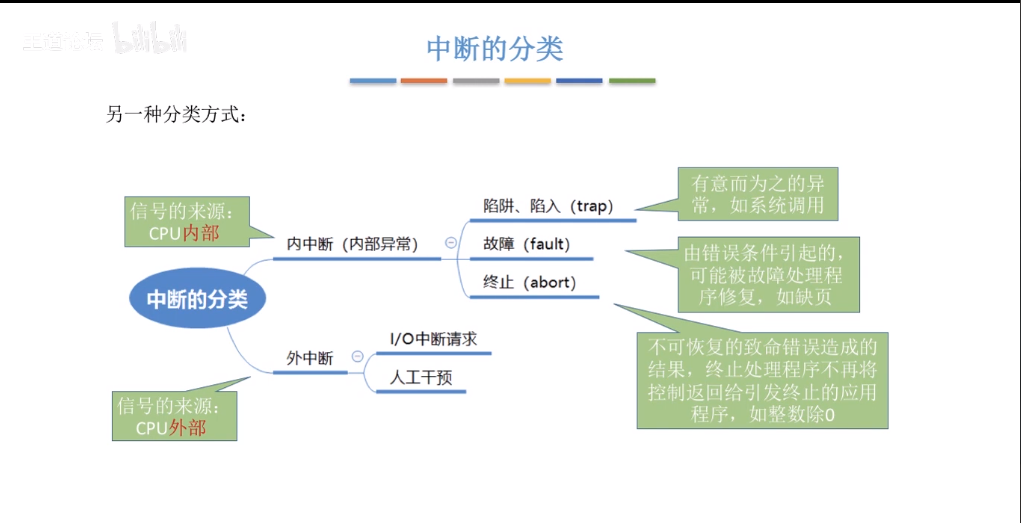 bilibili
中断的分类
另一种分类方式：
信号的来源：
CPU内部
有意而为之的异
常，如系统调用
陷阱、陷入（trap）
内中断（内部异常）
故障（fault）
由错误条件引起的，
可能被故障处理程
序修复，如缺页
终止（abort）
中断的分类
I/O中断请求
外中断
人工干预
不可恢复的致命错误造成的
结果，终止处理程序不再将
控制返回给引发终止的应用
程序，如整数除0
信号的来源：
CPU外部